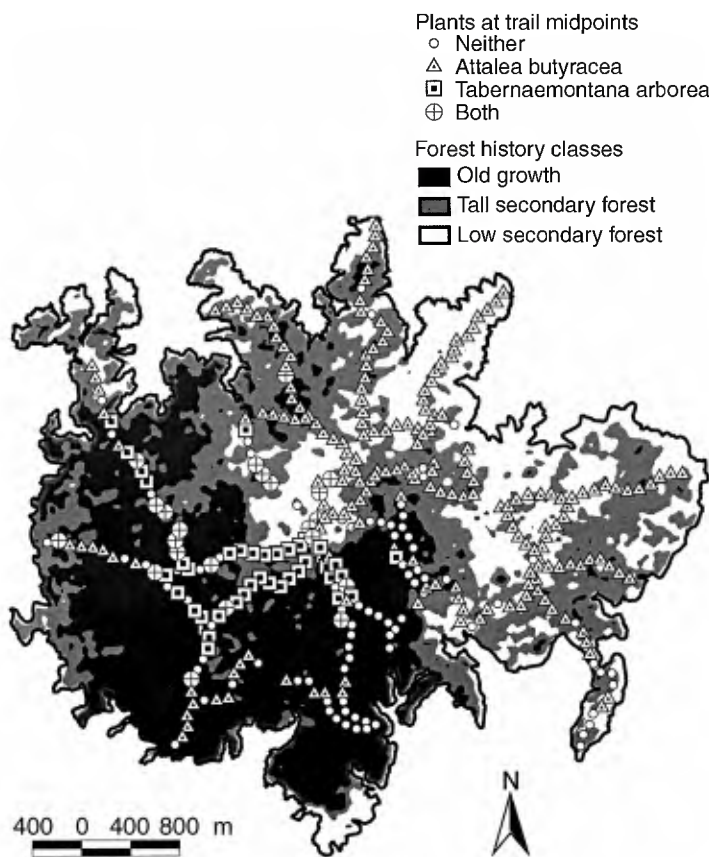 Plants at trail midpoints
Neither
Attalea butyracea
Tabernaemontana arborea
Both
Forest history classes
Old growth
Tall secondary forest
Low secondary forest
N
400 0 400 800 m